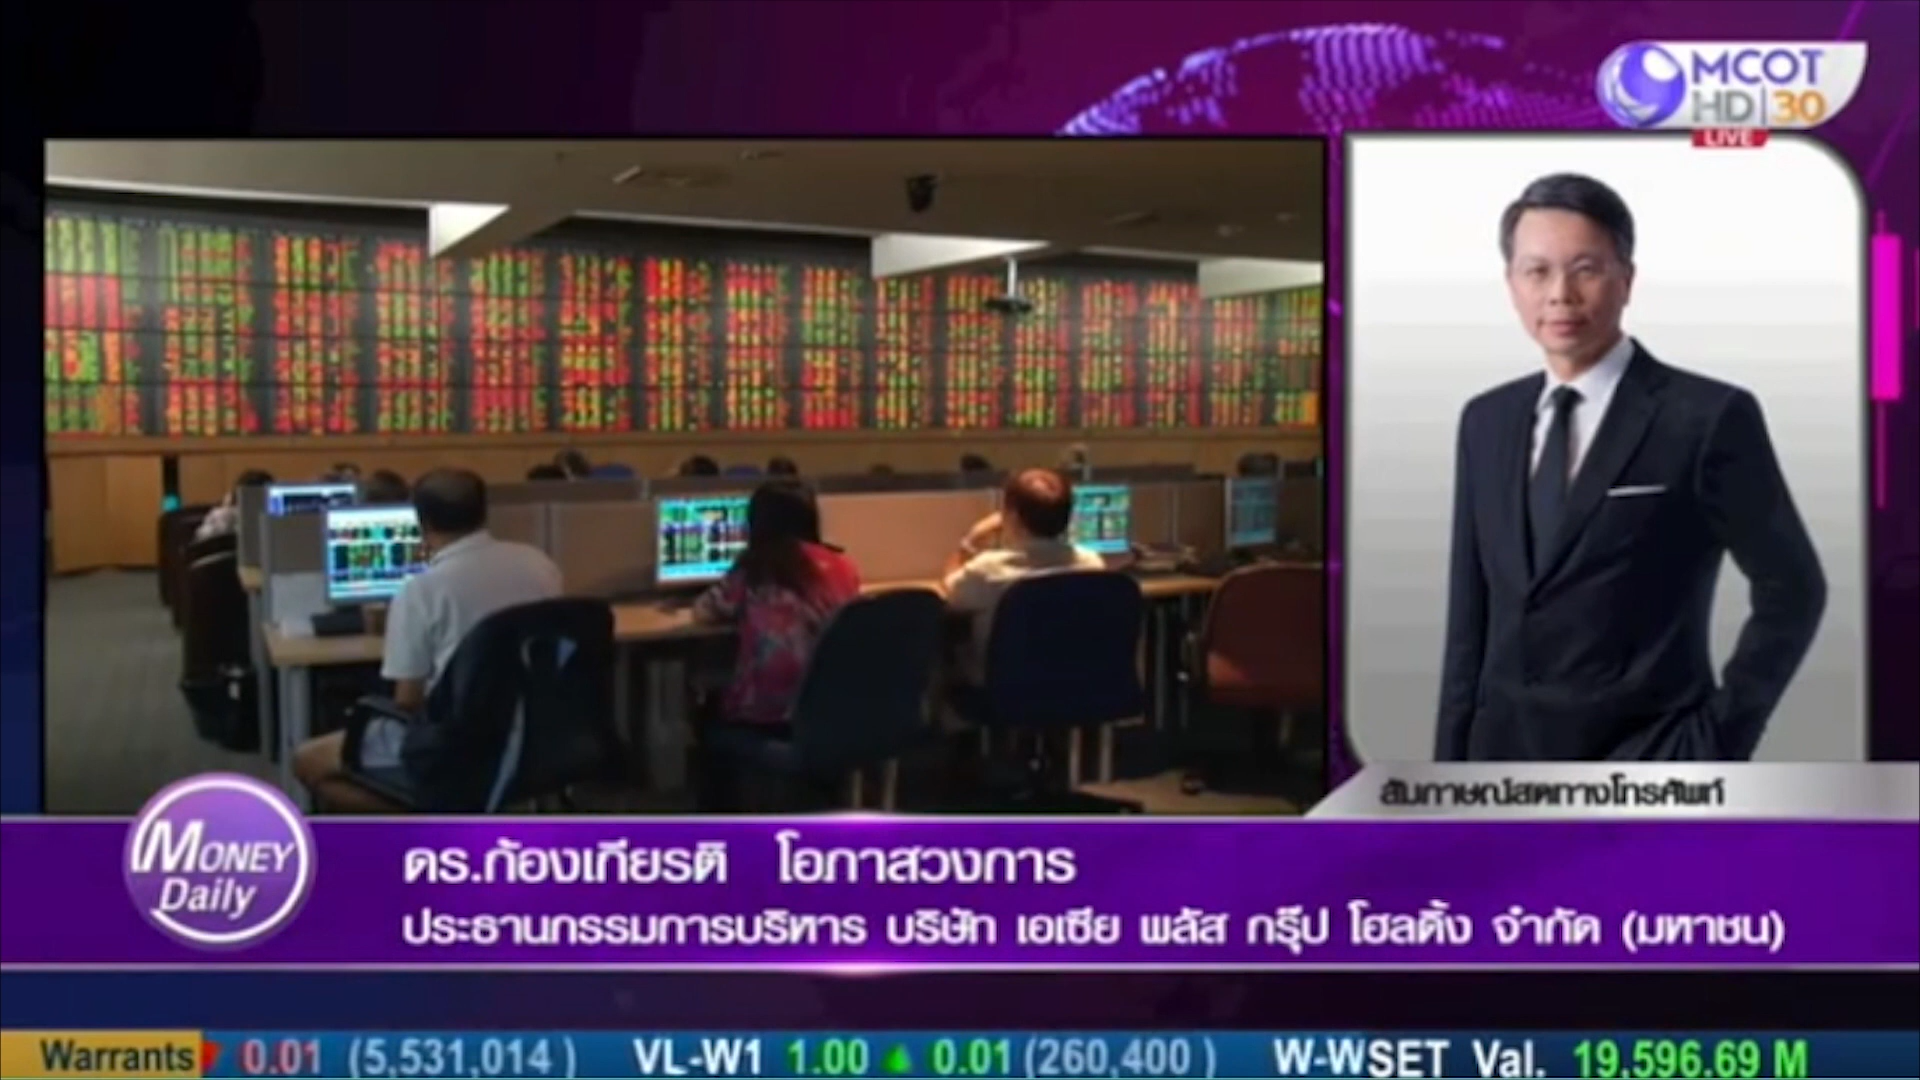 MCOT
HD|30
LIVE
สัมภาษณ์สดทางโทรศัพท์
MONEY
Daily
ดร.ก้องเกียรติ โอภาสวงการ
ประธานกรรมการบริหาร บริษัท เอเซีย พลัส กรุ๊ป โฮลดิ้ง จำกัด (มหาชน)
Warrants ▼ 0.01 (5,531,014) VL-W1 1.00 ▲ 0.01 (260,400) W-WSET Val. 19,596.69 M